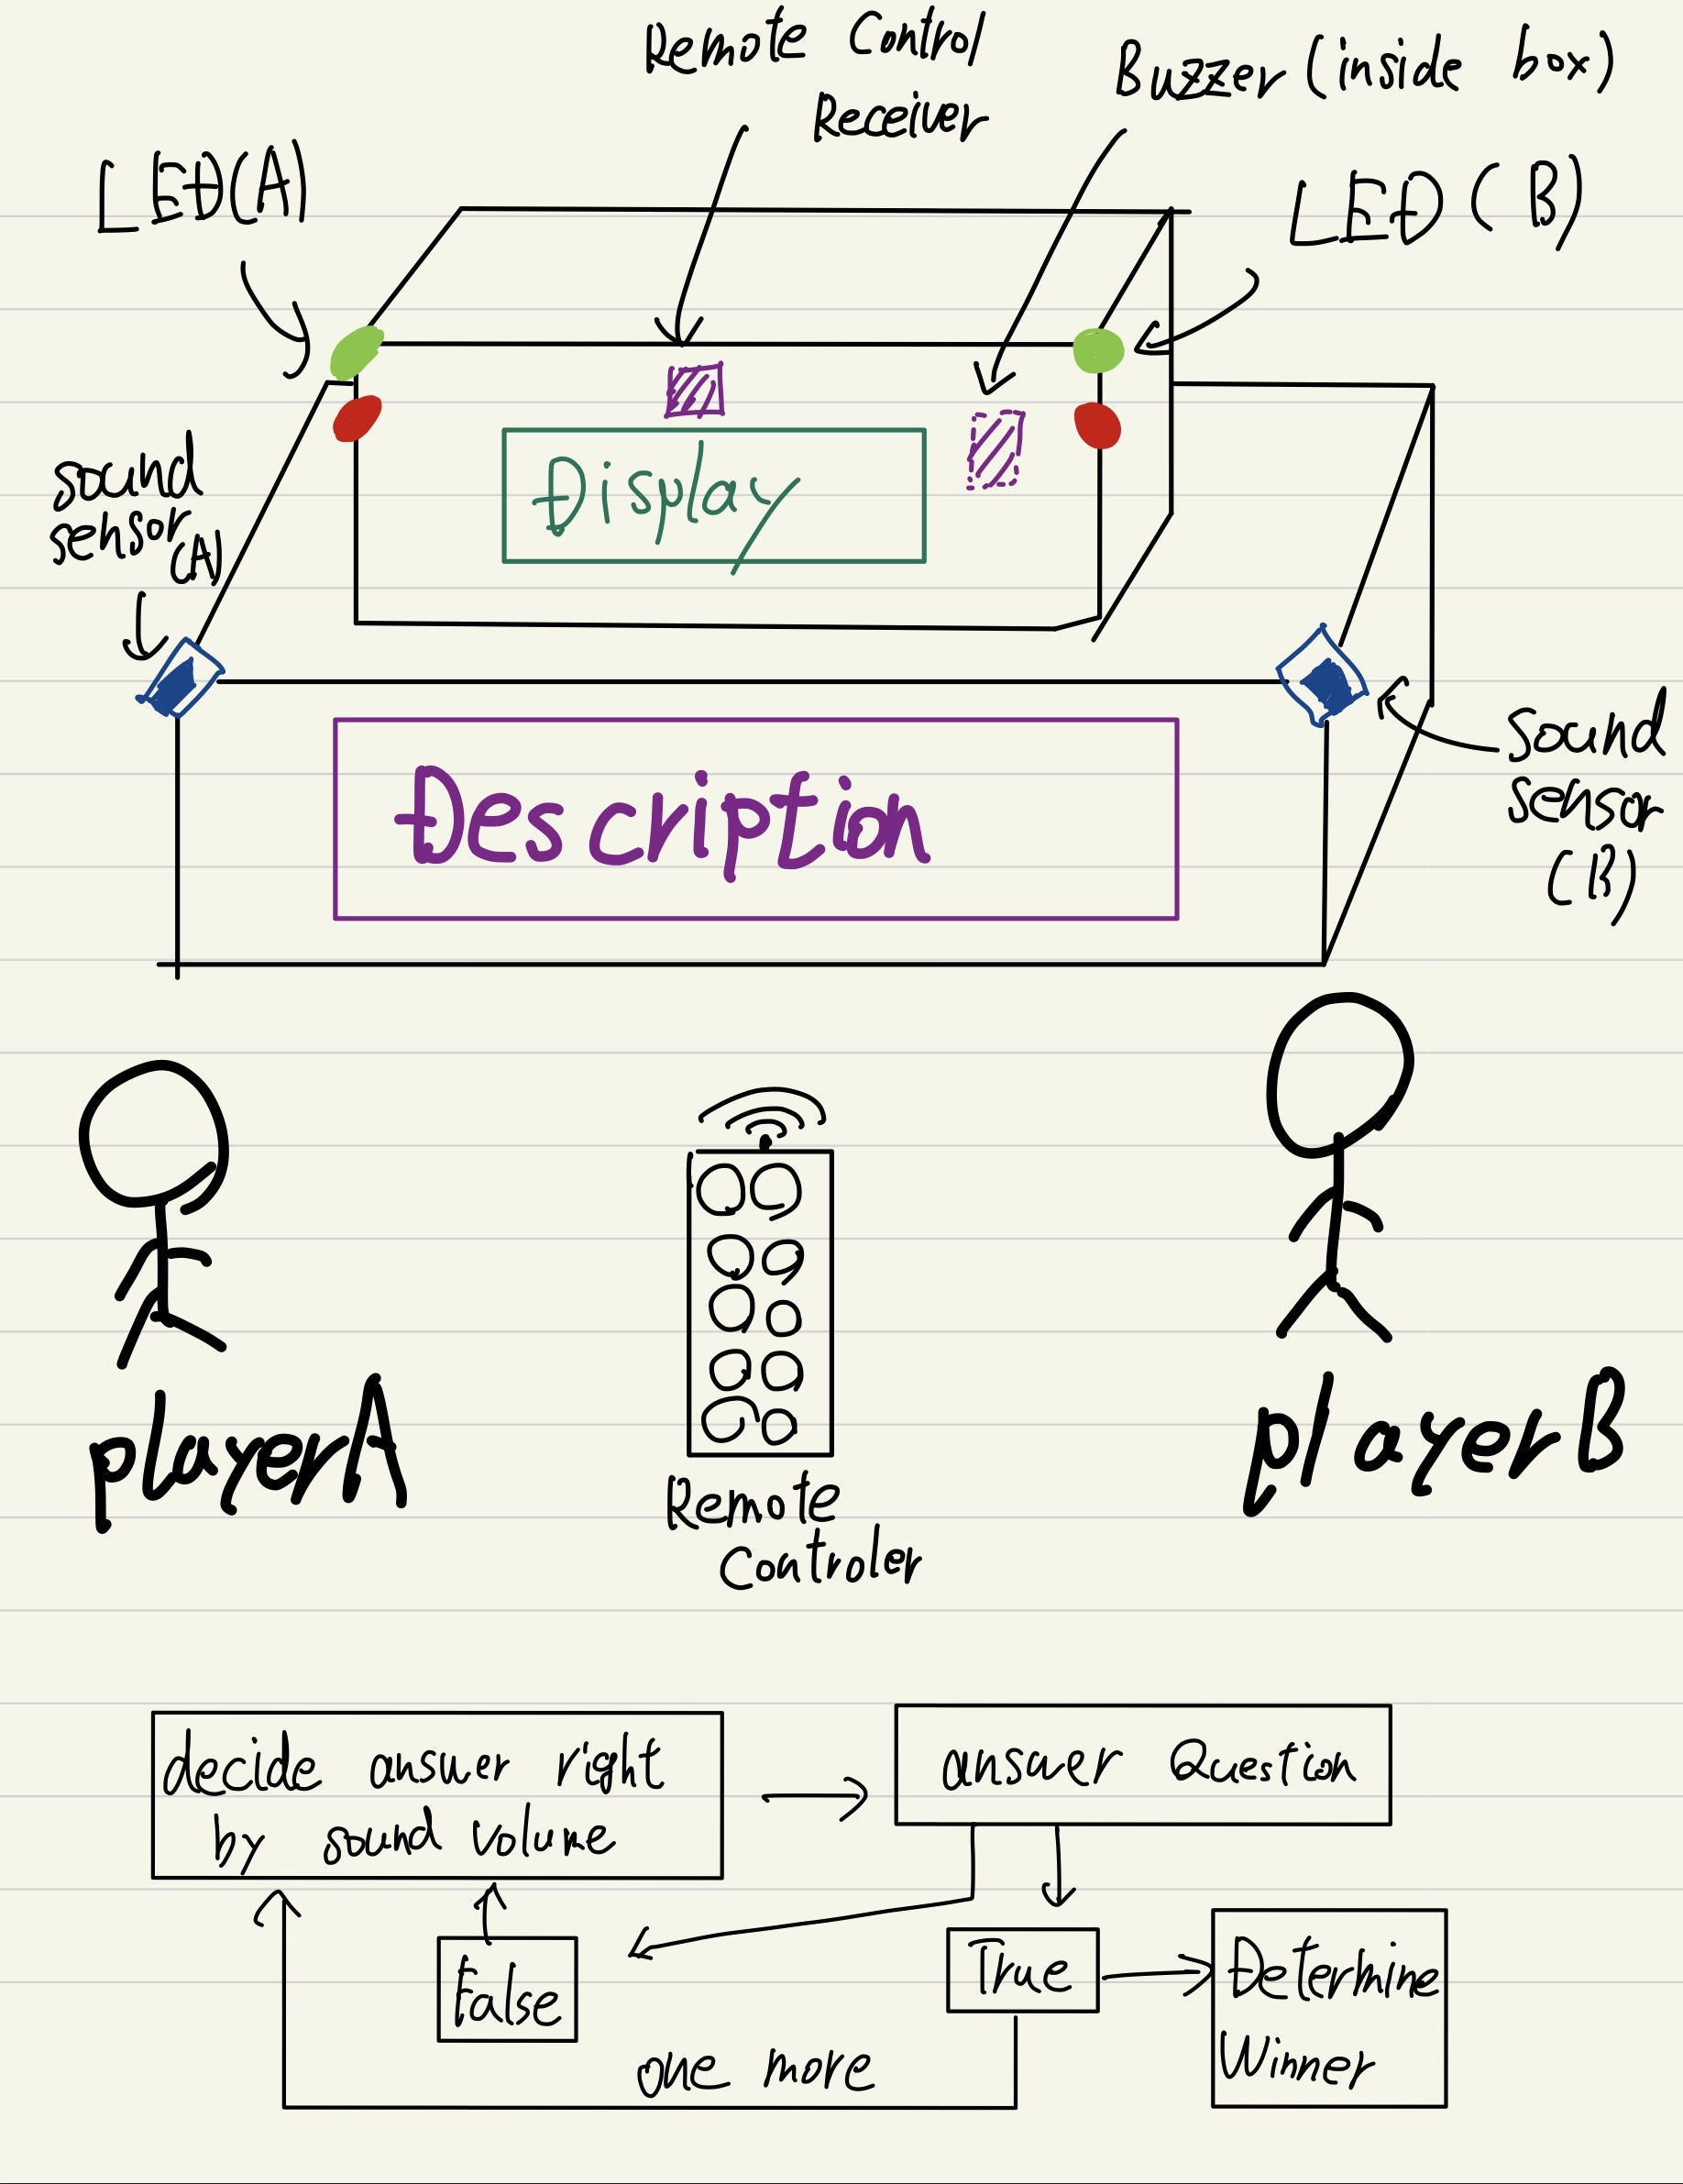 Remote Control
Receiver
Buzzer (inside box)
LED(A)
LED (B)
sound
sensor
(A)
Display
Description
Sound
Sensor
(B)
playerA
playerB
Remote
Controler
decide answer right
by sound volume
answer Question
False
True
Determine
Winner
one more